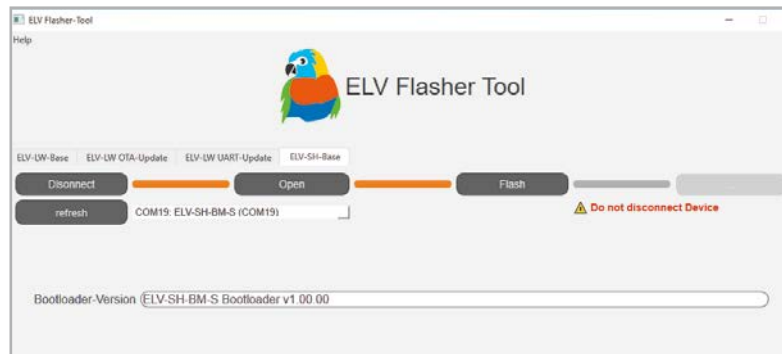 ELV Flasher-Tool
Help
ELV Flasher Tool
ELV-LW-Base ELV-LW OTA-Update ELV-LW UART-Update ELV-SH-Base
Disonnect Open Flash
refresh COM19: ELV-SH-BM-S (COM19) Do not disconnect Device
Bootloader-Version ELV-SH-BM-S Bootloader v1.00.00